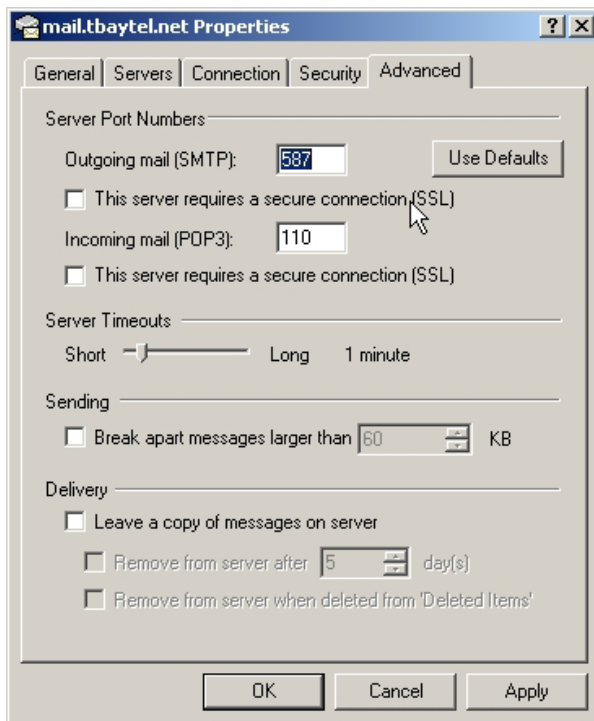 mail.tbaytel.net Properties
General Servers Connection Security Advanced
Server Port Numbers
Outgoing mail (SMTP): 587 Use Defaults
This server requires a secure connection (SSL)
Incoming mail (POP3): 110
This server requires a secure connection (SSL)
Server Timeouts
Short Long 1 minute
Sending
Break apart messages larger than 60 KB
Delivery
Leave a copy of messages on server
Remove from server after 5 day(s)
Remove from server when deleted from 'Deleted Items'
OK Cancel Apply